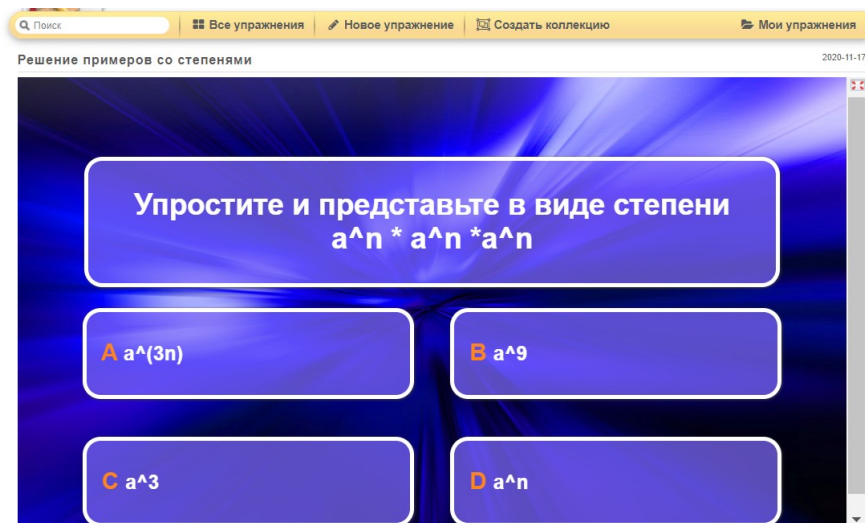 Поиск
Все упражнения
Новое упражнение
Создать коллекцию
Мои упражнения
Решение примеров со степенями
2020-11-17
Упростите и представьте в виде степени
a^n * a^n *a^n
A a^(3n)
B a^9
C a^3
D a^n